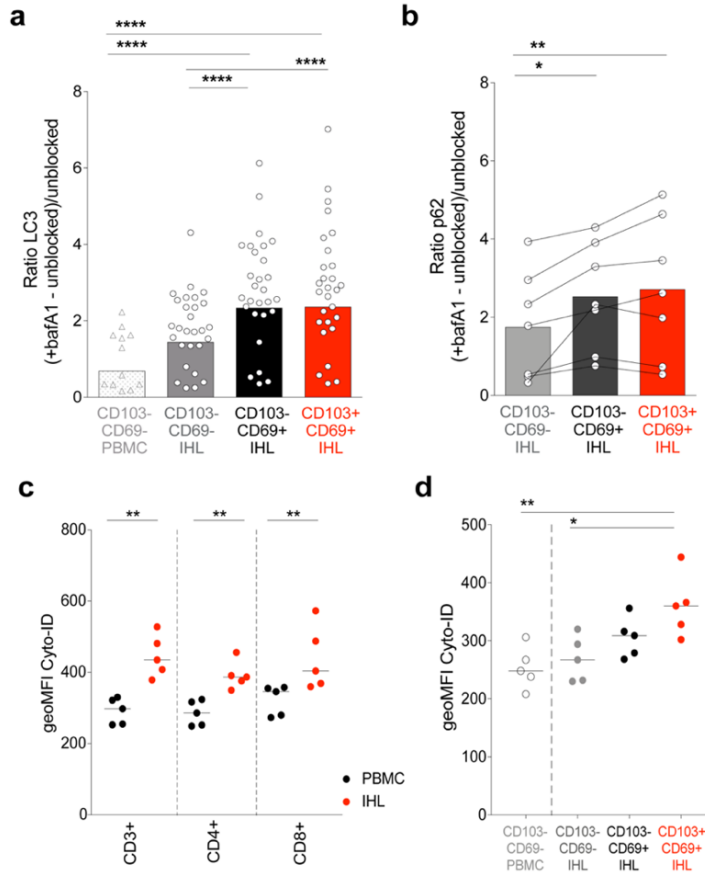 a
****
****
****
****
Ratio LC3
(+bafA1 - unblocked)/unblocked
8
6
4
2
0
CD103-
CD69-
PBMC
CD103-
CD69-
IHL
CD103-
CD69+
IHL
CD103+
CD69+
IHL
b
**
*
Ratio p62
(+bafA1 - unblocked)/unblocked
8
6
4
2
0
CD103-
CD69-
IHL
CD103-
CD69+
IHL
CD103+
CD69+
IHL
c
**
**
**
geoMFI Cyto-ID
800
600
400
200
0
CD3+
CD4+
CD8+
PBMC
IHL
d
**
*
geoMFI Cyto-ID
500
400
300
200
100
0
CD103-
CD69-
PBMC
CD103-
CD69-
IHL
CD103-
CD69+
IHL
CD103+
CD69+
IHL